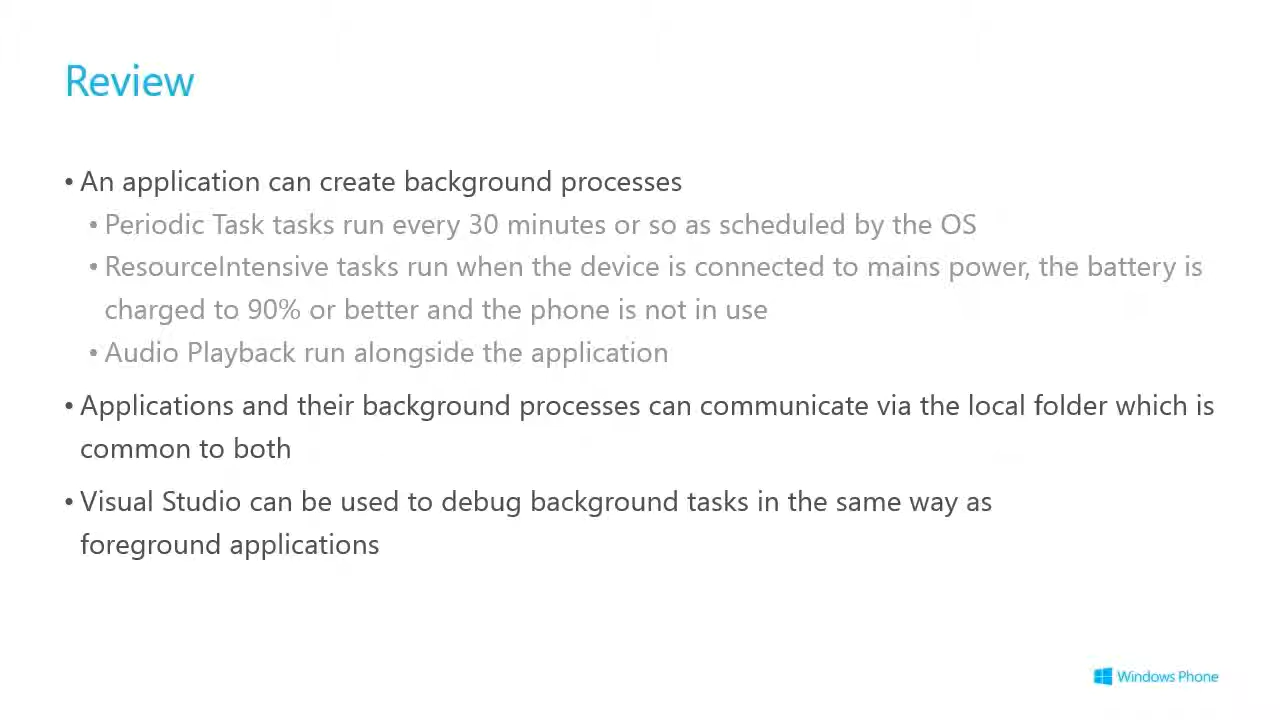 Review
• An application can create background processes
• Periodic Task tasks run every 30 minutes or so as scheduled by the OS
• ResourceIntensive tasks run when the device is connected to mains power, the battery is
charged to 90% or better and the phone is not in use
• Audio Playback run alongside the application
• Applications and their background processes can communicate via the local folder which is
common to both
• Visual Studio can be used to debug background tasks in the same way as
foreground applications
Windows Phone